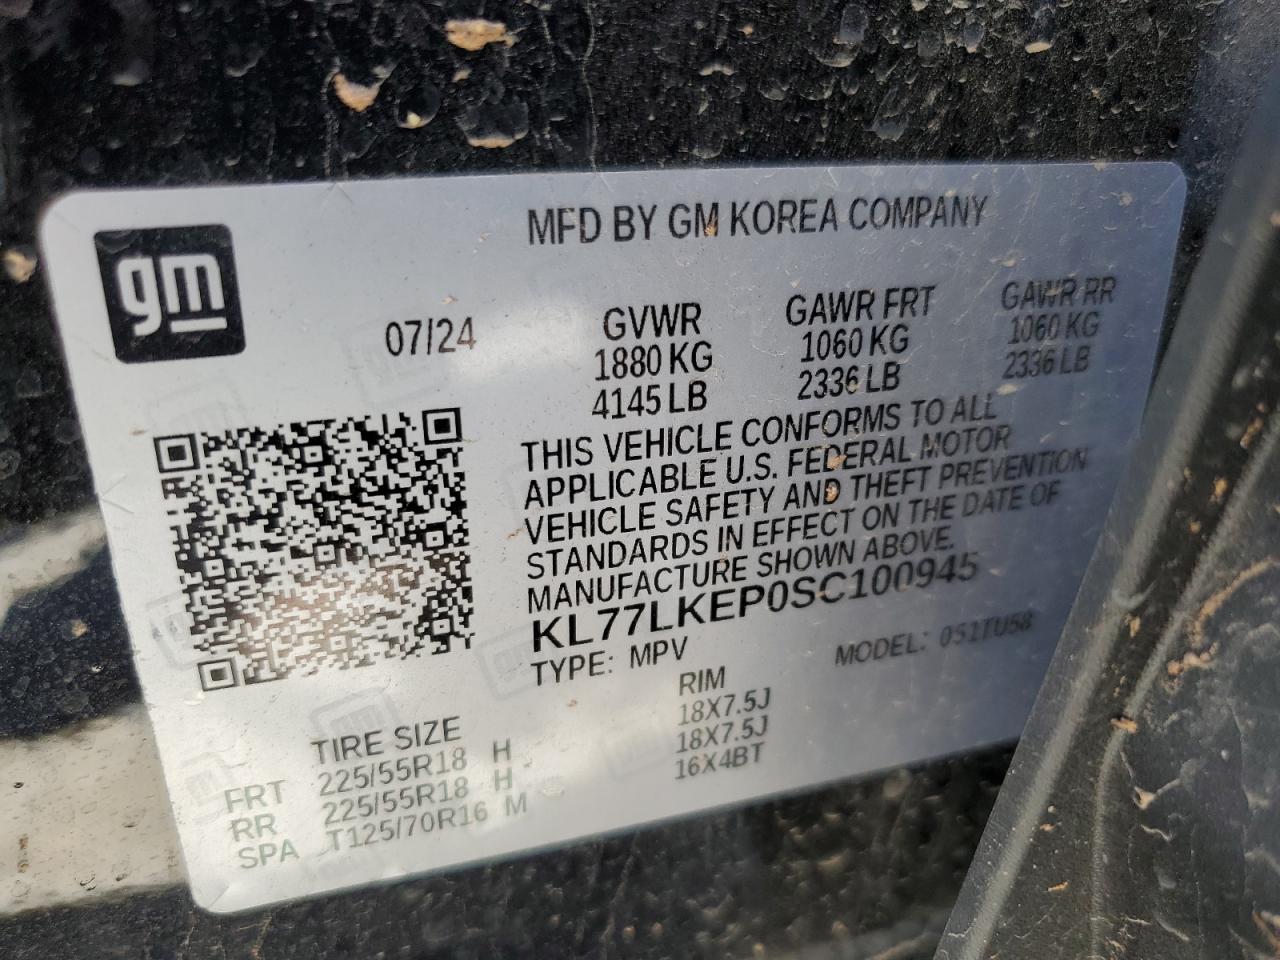 gm
MFD BY GM KOREA COMPANY
07/24
GVWR GAWR FRT GAWR RR
1880 KG 1060 KG 1060 KG
4145 LB 2336 LB 2336 LB
THIS VEHICLE CONFORMS TO ALL
APPLICABLE U.S. FEDERAL MOTOR
VEHICLE SAFETY AND THEFT PREVENTION
STANDARDS IN EFFECT ON THE DATE OF
MANUFACTURE SHOWN ABOVE.
KL77LKEP0SC100945
TYPE: MPV MODEL: 051TU58
TIRE SIZE RIM
FRT 225/55R18 H 18X7.5J
RR 225/55R18 H 18X7.5J
SPA T125/70R16 M 16X4BT